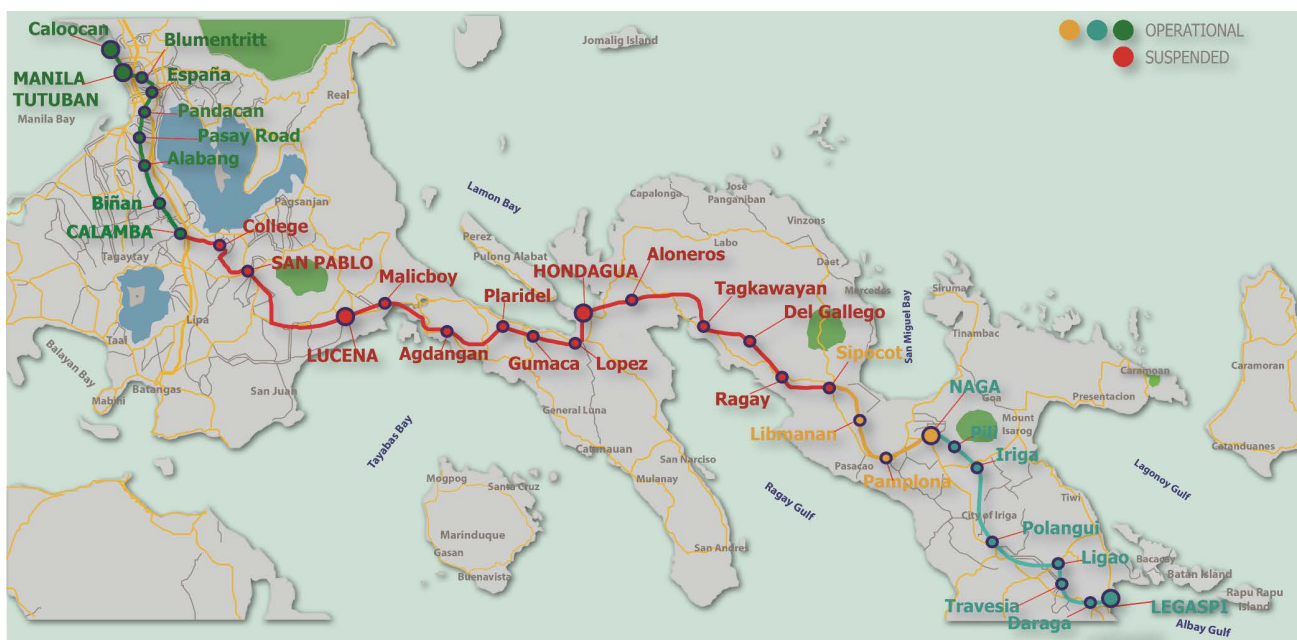 Caloocan
Blumentritt
MANILA
TUTUBAN
España
Manila Bay
Pandacan
Pasay Road
Alabang
Biñan
CALAMBA
Real
Jomalig Island
OPERATIONAL
SUSPENDED
Pagsanjan
College
SAN PABLO
Tagaytay
Lipa
Taal
Balayan Bay
Mabini
Batangas
San Juan
LUCENA
Malicboy
Agdangan
Lamon Bay
Perez
Pulong Alabat
Plaridel
Gumaca
HONDAGUA
Lopez
Aloneros
Capalonga
José
Panganiban
Vinzons
Labo
Daet
Mercedes
Tagkawayan
Del Gallego
Ragay
Sipocot
San Miguel Bay
Siruma
Tinambac
Caramoan
Presentacion
Caramoran
Catanduanes
NAGA
Goa
Mount
Isarog
Pili
Iriga
Libmanan
Pasacao
Pamplona
Lagonoy Gulf
Tiwi
City of Iriga
Polangui
Ligao
Bacacay
Batan Island
Rapu Rapu
Island
Travesia
Daraga
LEGASPI
Albay Gulf
General Luna
Catanauan
San Narciso
Mulanay
San Andres
Tayabas Bay
Ragay Gulf
Mogpog
Santa Cruz
Marinduque
Gasan
Buenavista